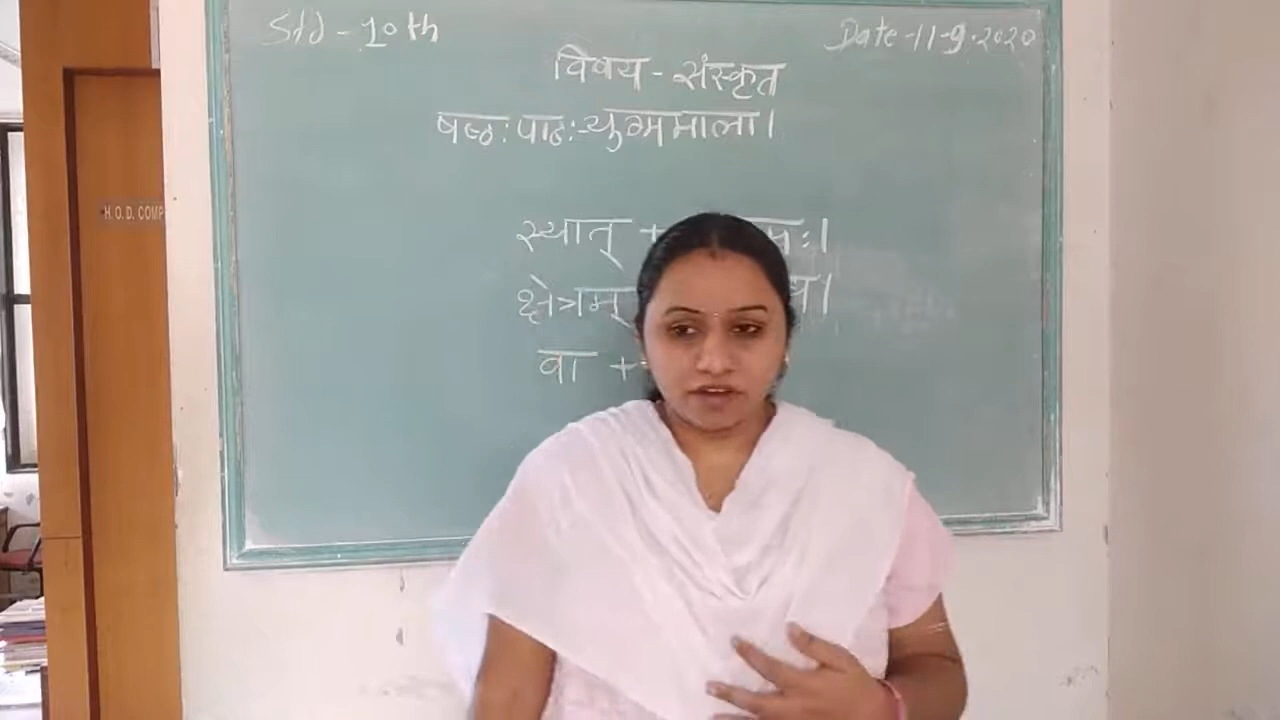 Std - 10th
Date - 11-9-2020
विषय - संस्कृत
षष्ठः पाठः - युग्ममाला।
H.O.D. COMP
स्यात् +
क्षेत्रम्
वा +